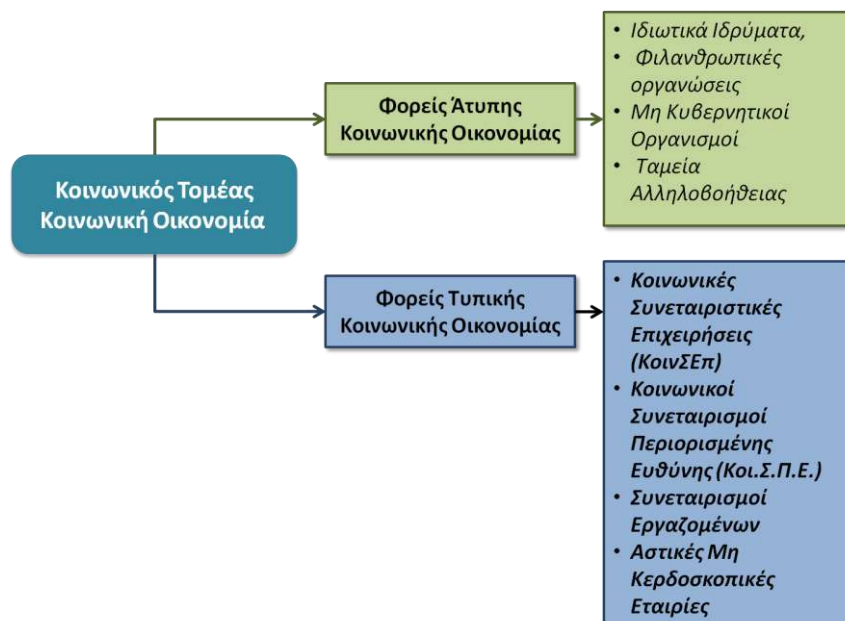 Κοινωνικός Τομέας
Κοινωνική Οικονομία
Φορείς Άτυπης
Κοινωνικής Οικονομίας
• Ιδιωτικά Ιδρύματα,
• Φιλανθρωπικές
οργανώσεις
• Μη Κυβερνητικοί
Οργανισμοί
• Ταμεία
Αλληλοβοήθειας
Φορείς Τυπικής
Κοινωνικής Οικονομίας
• Κοινωνικές
Συνεταιριστικές
Επιχειρήσεις
(ΚοινΣΕπ)
• Κοινωνικοί
Συνεταιρισμοί
Περιορισμένης
Ευθύνης (Κοι.Σ.Π.Ε.)
• Συνεταιρισμοί
Εργαζομένων
• Αστικές Μη
Κερδοσκοπικές
Εταιρίες